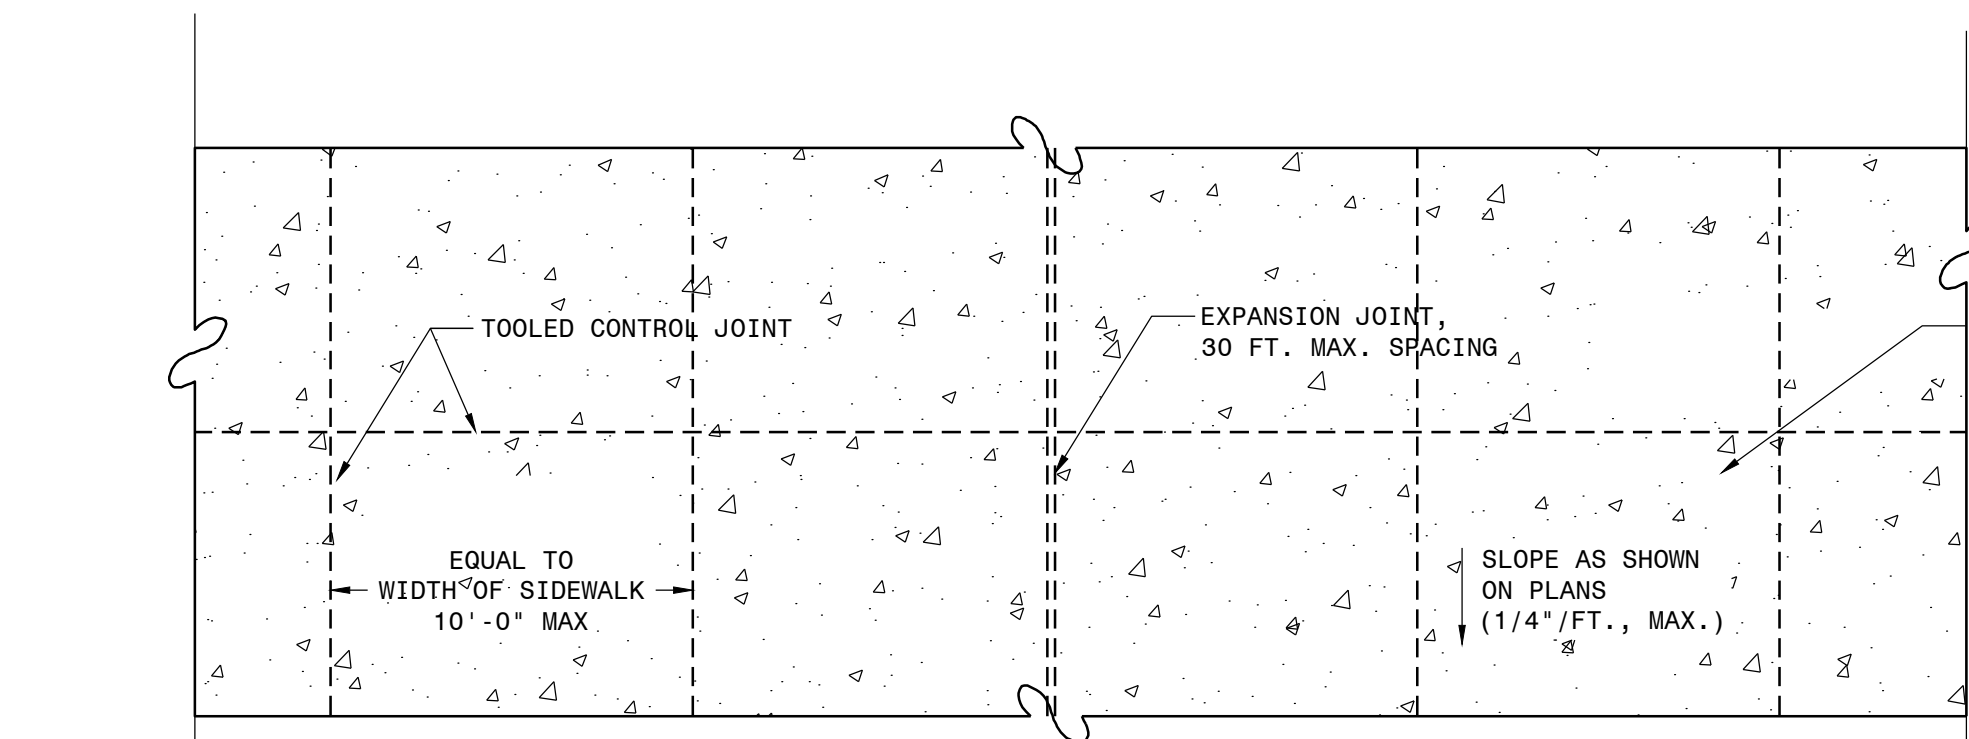 TOOLED CONTROL JOINT
EXPANSION JOINT,
30 FT. MAX. SPACING
EQUAL TO
WIDTH OF SIDEWALK
10'-0" MAX
SLOPE AS SHOWN
ON PLANS
(1/4"/FT., MAX.)